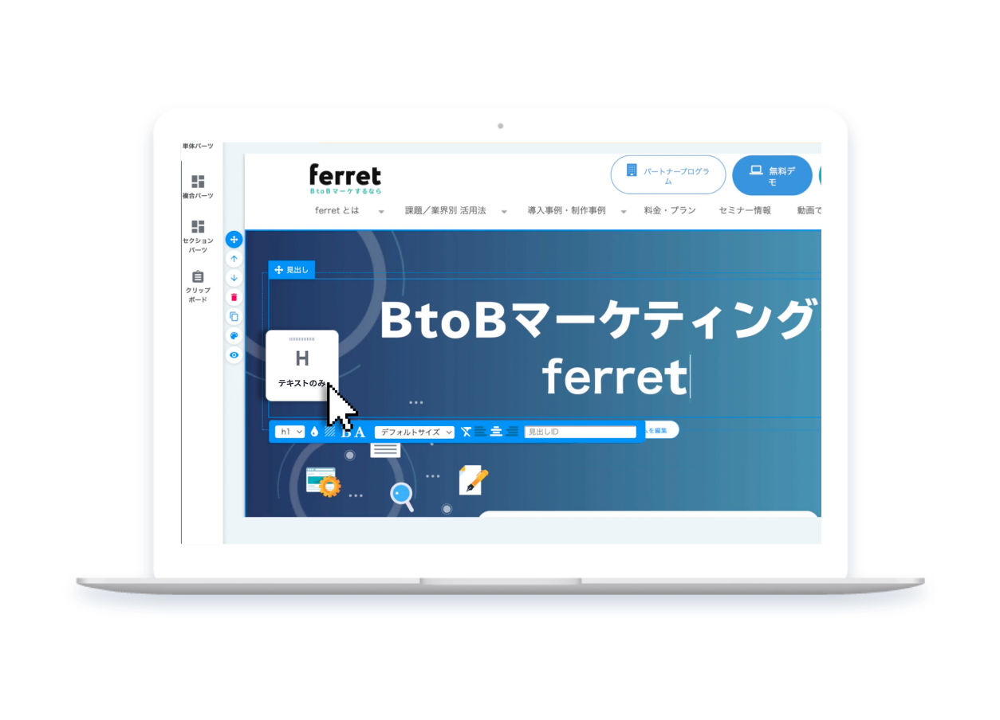 単体パーツ
複合パーツ
セクション
パーツ
クリップ
ボード
ferret
BtoBマーケするなら
パートナープログラ
ム
無料デ
モ
ferret とは
課題／業界別 活用法
導入事例・制作事例
料金・プラン
セミナー情報
動画で
見出し
BtoBマーケティング
ferret
H
テキストのみ
h1
B A
デフォルトサイズ
見出しID
を編集